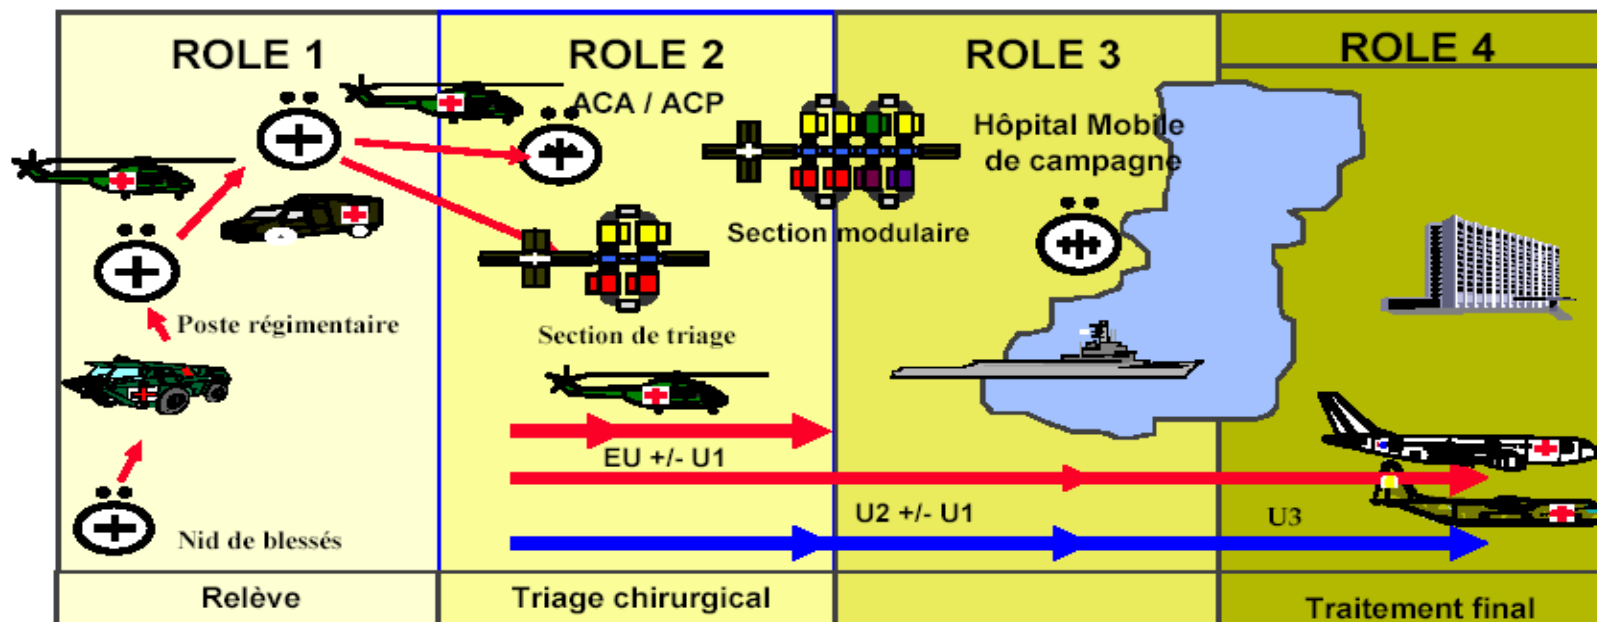 ROLE 1
ROLE 2
ROLE 3
ROLE 4
ACA / ACP
Hôpital Mobile
de campagne
Section modulaire
Poste régimentaire
Section de triage
EU +/- U1
U2 +/- U1
U3
Nid de blessés
Relève
Triage chirurgical
Traitement final